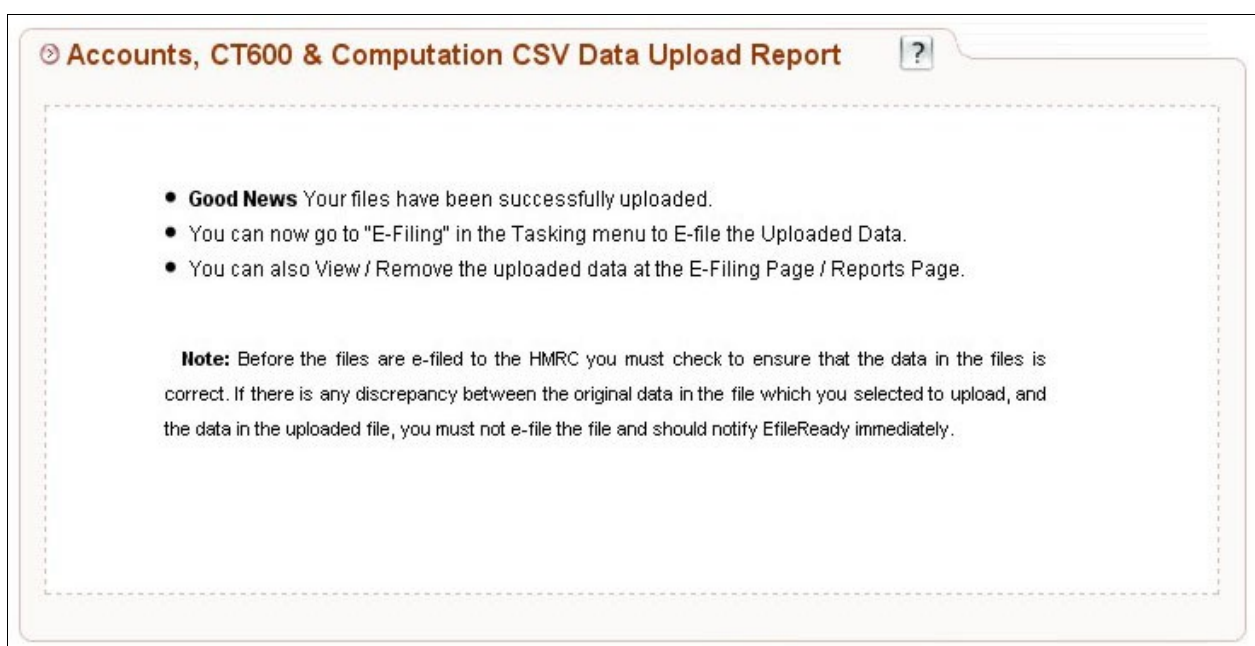 Accounts, CT600 & Computation CSV Data Upload Report ?
• Good News Your files have been successfully uploaded.
• You can now go to "E-Filing" in the Tasking menu to E-file the Uploaded Data.
• You can also View / Remove the uploaded data at the E-Filing Page / Reports Page.
Note: Before the files are e-filed to the HMRC you must check to ensure that the data in the files is
correct. If there is any discrepancy between the original data in the file which you selected to upload, and
the data in the uploaded file, you must not e-file the file and should notify EfileReady immediately.